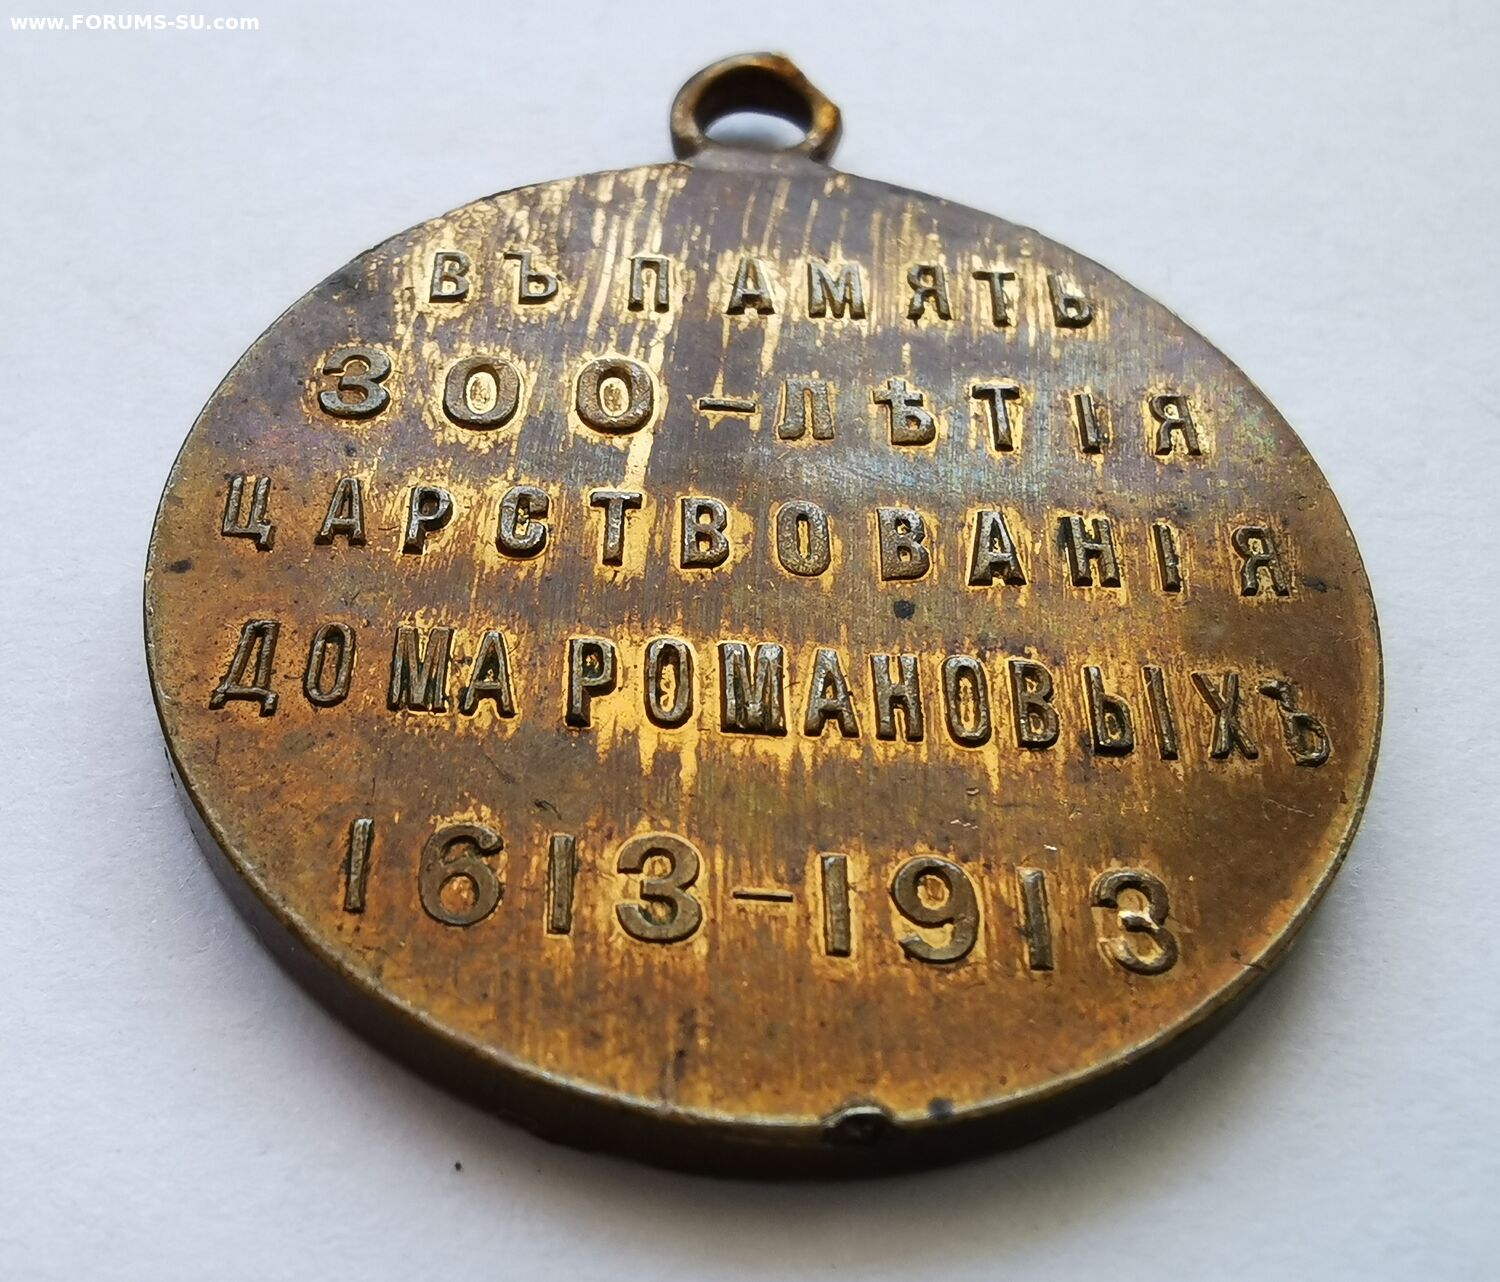 www.FORUMS-SU.com
ВЪ ПАМЯТЬ
300-ЛѢТІЯ
ЦАРСТВОВАНІЯ
ДОМА РОМАНОВЫХЪ
1613-1913